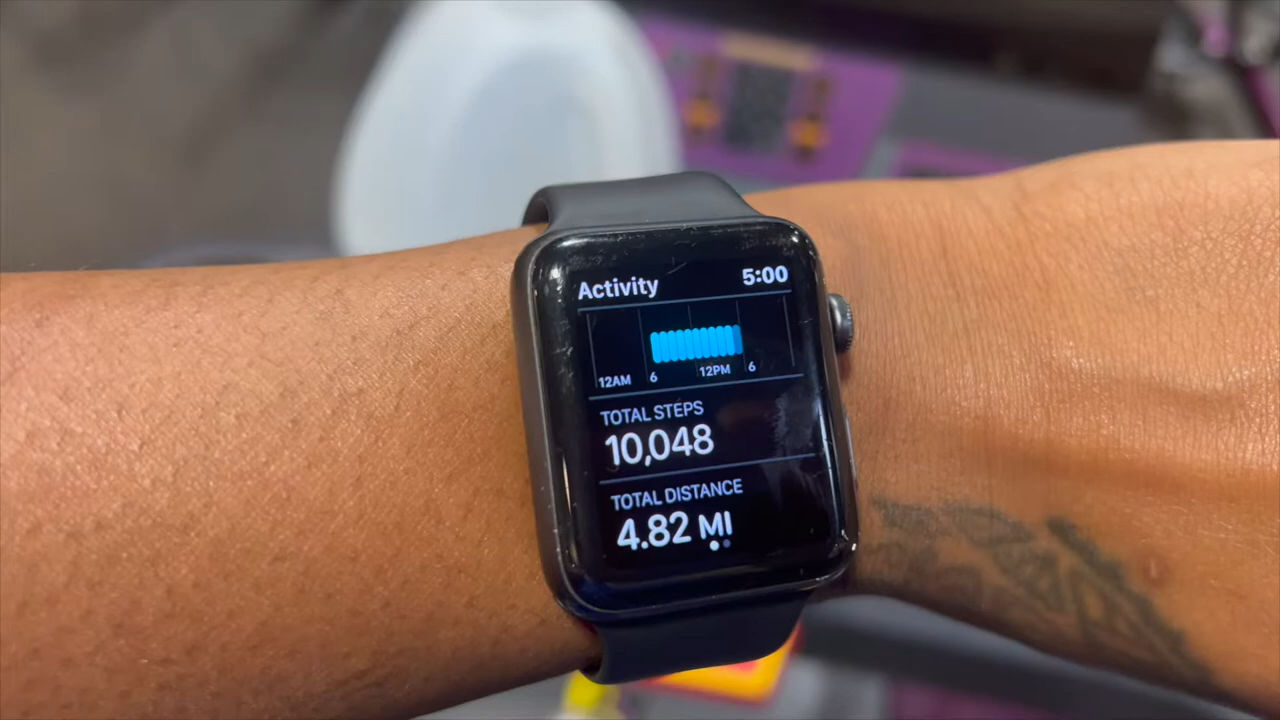 Activity 5:00
12AM 6 12PM 6
TOTAL STEPS
10,048
TOTAL DISTANCE
4.82 MI